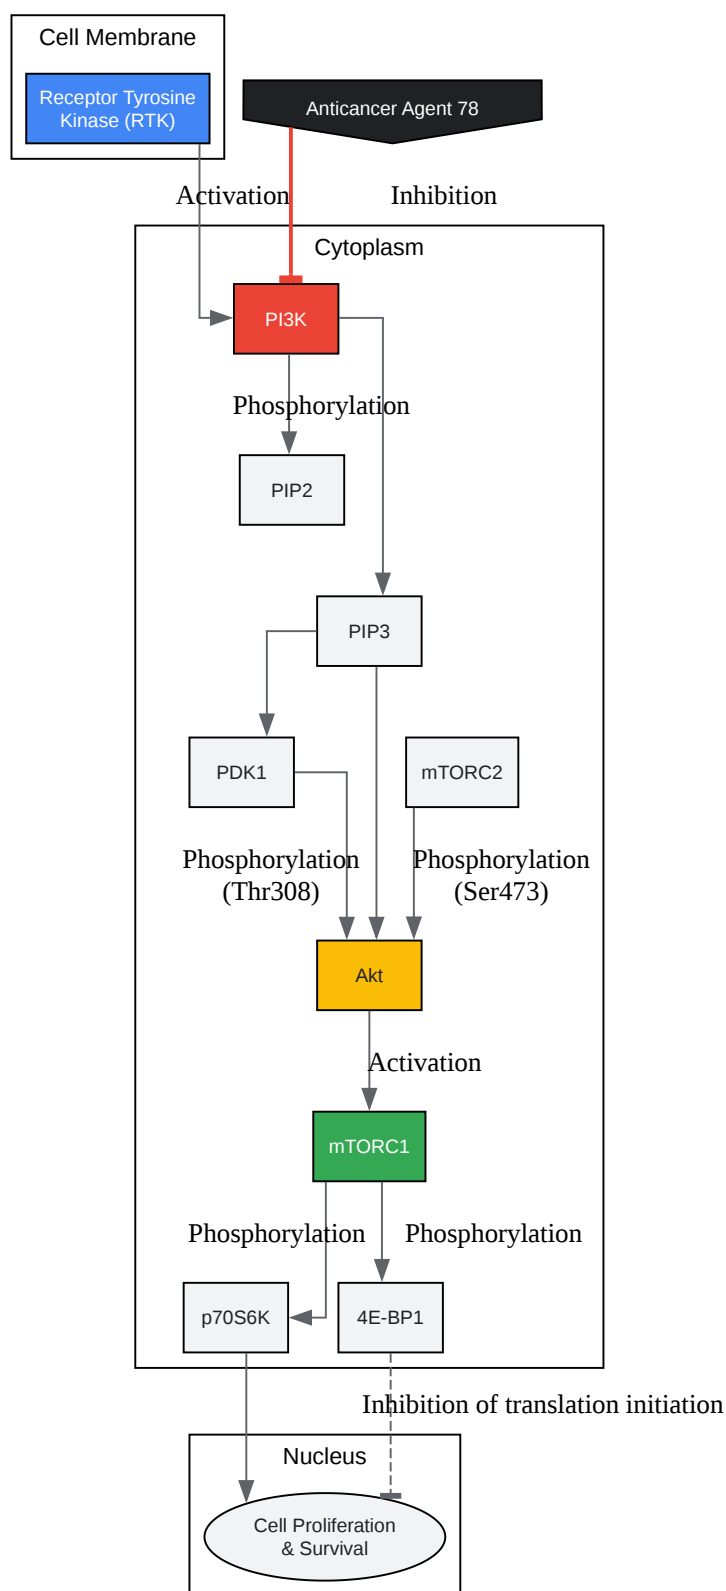 Cell Membrane
Receptor Tyrosine
Kinase (RTK)
Anticancer Agent 78
Activation
Inhibition
Cytoplasm
PI3K
Phosphorylation
PIP2
PIP3
PDK1
mTORC2
Phosphorylation
(Thr308)
Phosphorylation
(Ser473)
Akt
Activation
mTORC1
Phosphorylation
Phosphorylation
p70S6K
4E-BP1
Inhibition of translation initiation
Nucleus
Cell Proliferation
& Survival